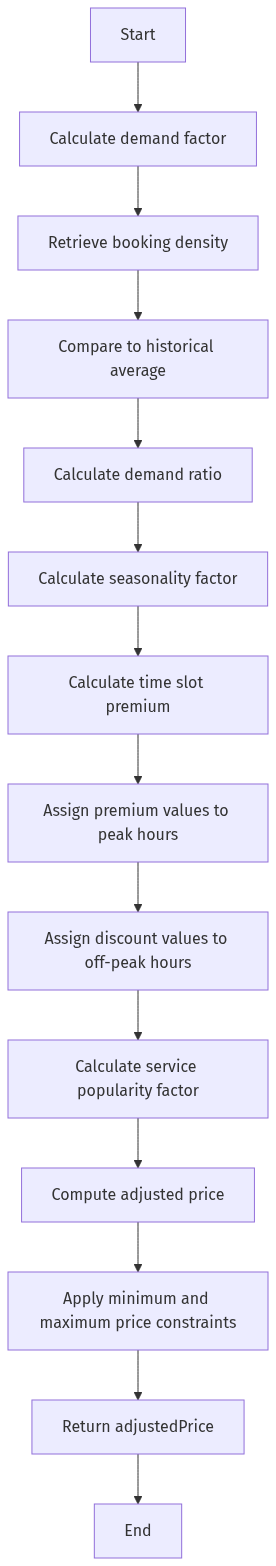 Start
Calculate demand factor
Retrieve booking density
Compare to historical
average
Calculate demand ratio
Calculate seasonality factor
Calculate time slot
premium
Assign premium values to
peak hours
Assign discount values to
off-peak hours
Calculate service
popularity factor
Compute adjusted price
Apply minimum and
maximum price constraints
Return adjustedPrice
End